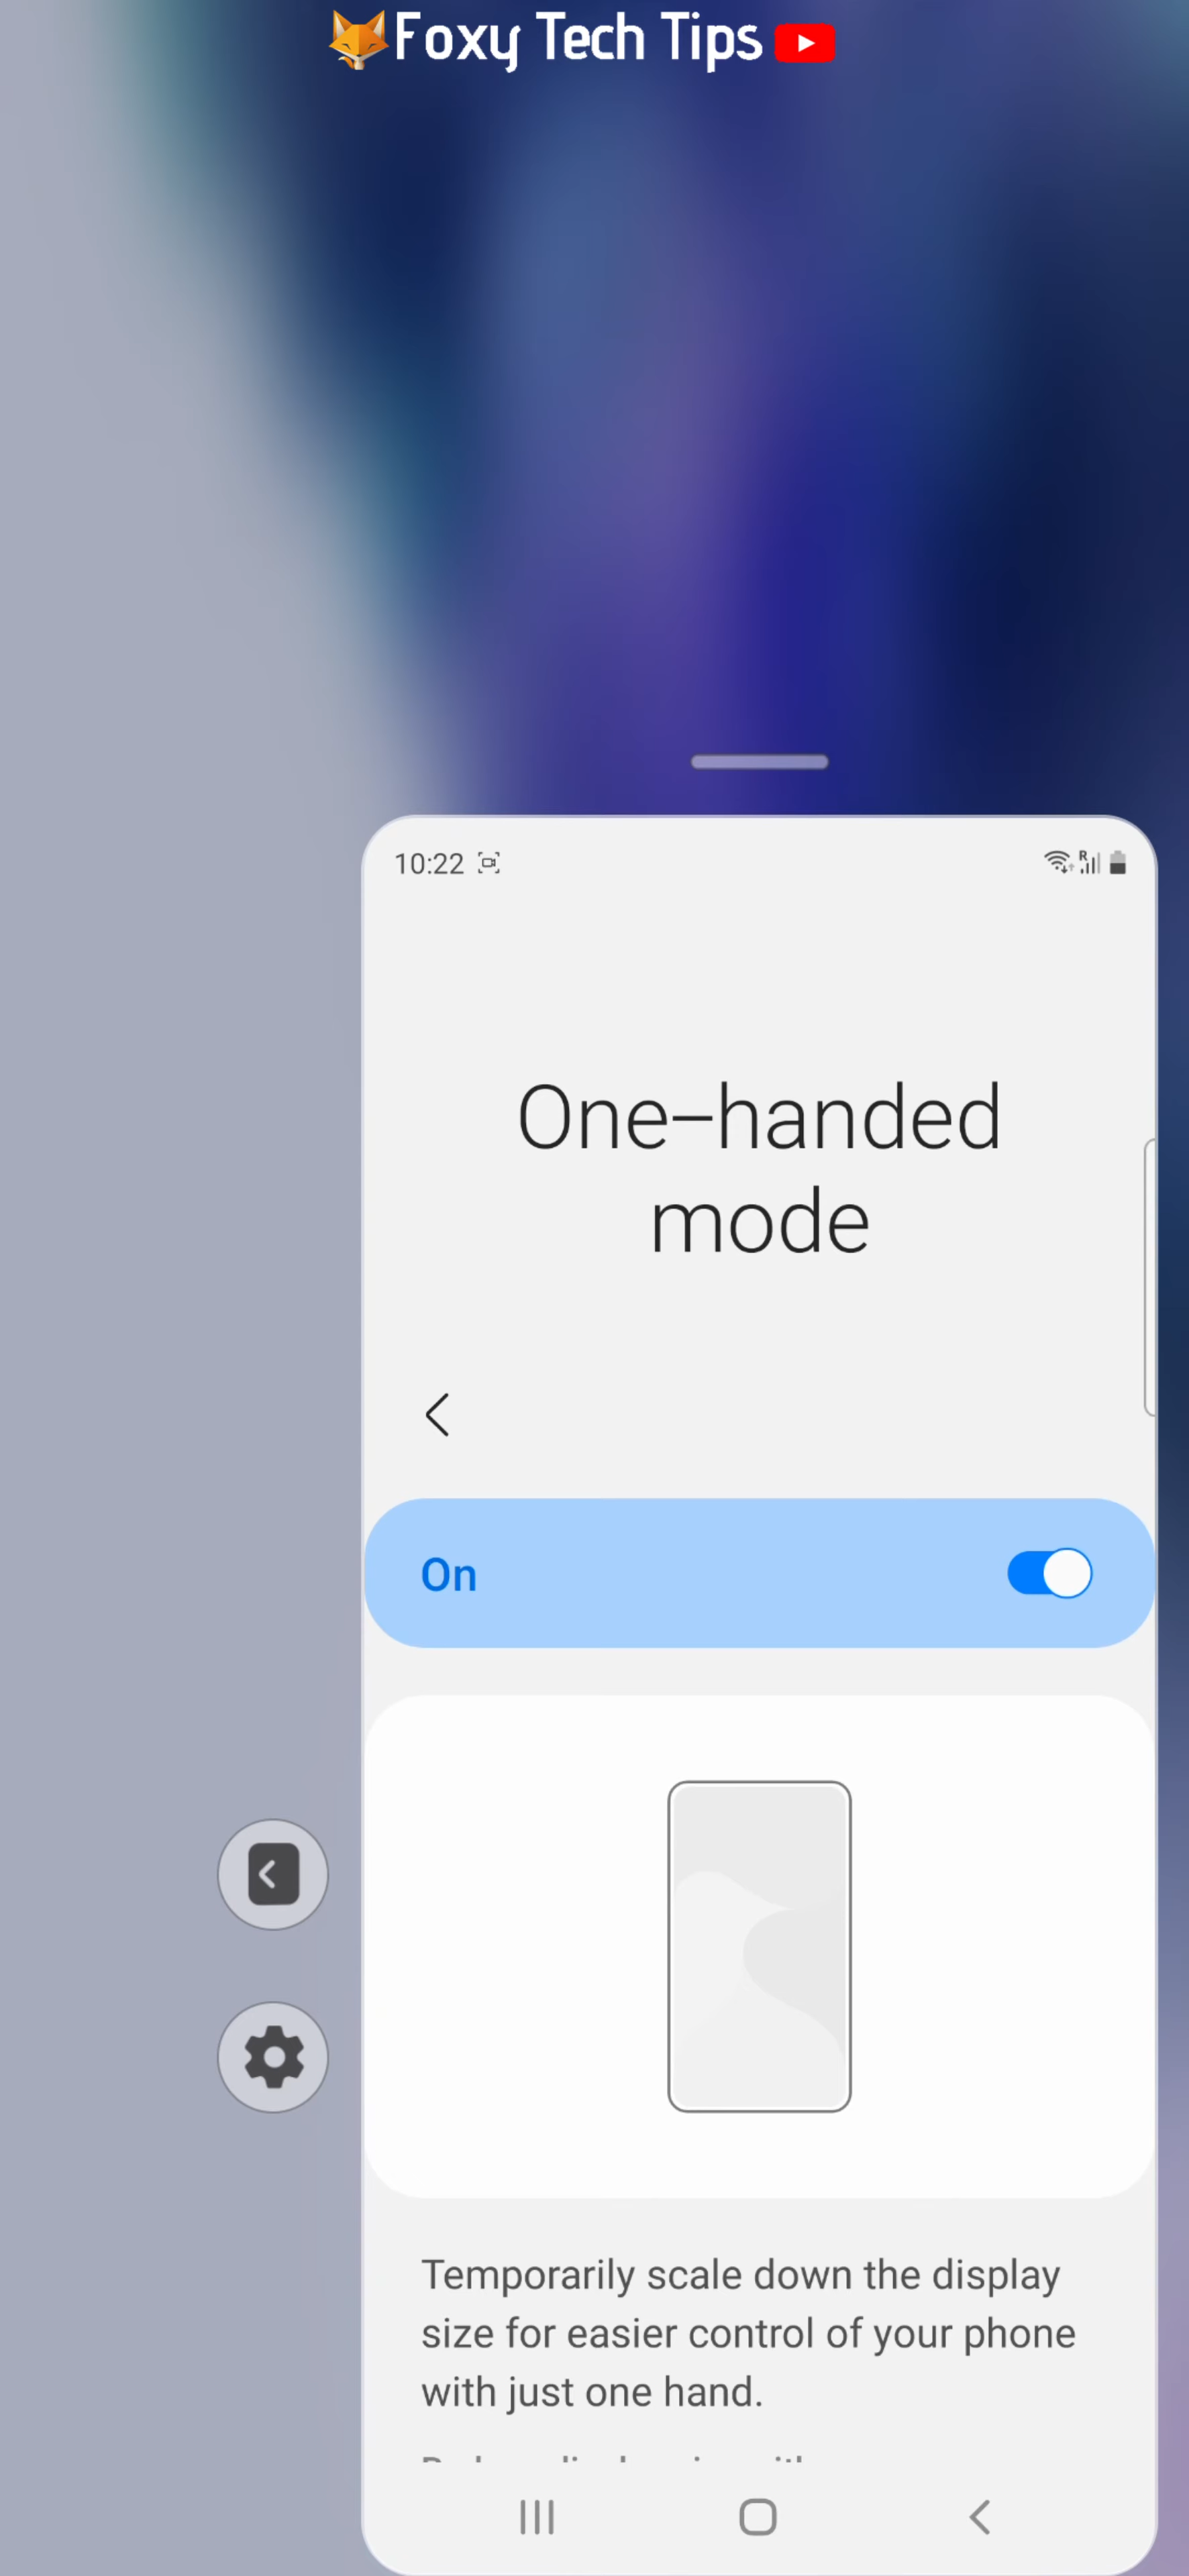 Foxy Tech Tips
10:22
R
One-handed
mode
On
Temporarily scale down the display
size for easier control of your phone
with just one hand.